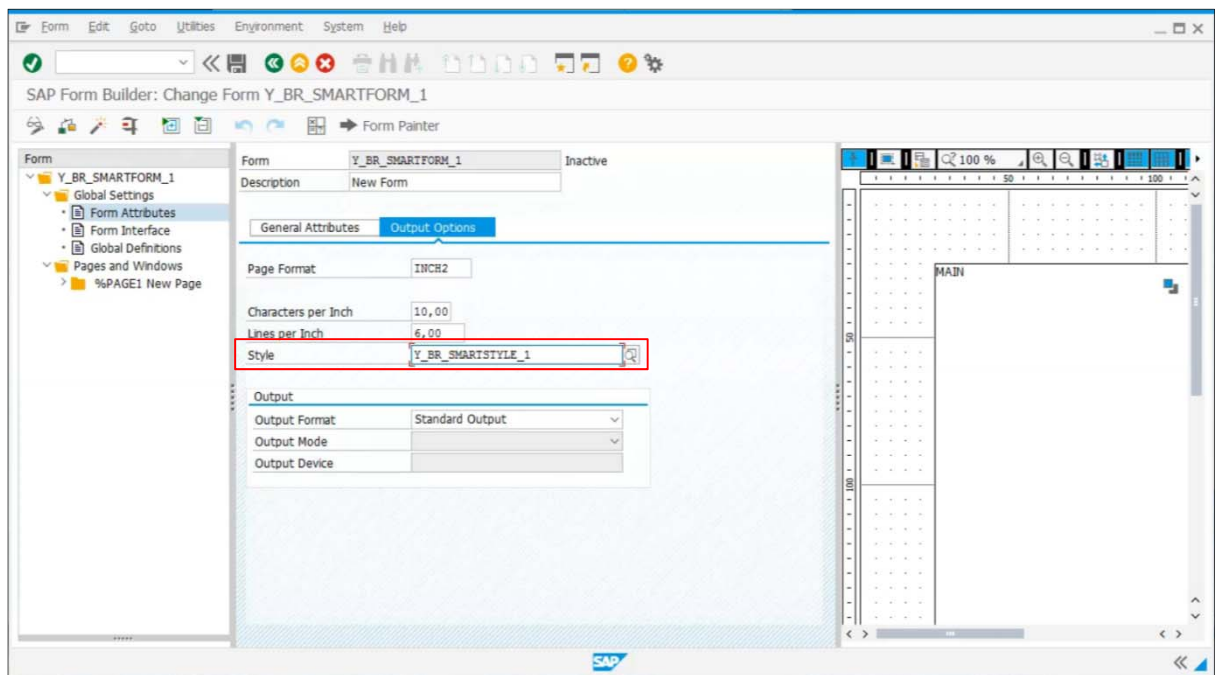 Form Edit Goto Utilities Environment System Help
SAP Form Builder: Change Form Y_BR_SMARTFORM_1
Form Painter
Form
Y_BR_SMARTFORM_1
Global Settings
Form Attributes
Form Interface
Global Definitions
Pages and Windows
%PAGE1 New Page
Form Y_BR_SMARTFORM_1 Inactive
Description New Form
General Attributes Output Options
Page Format INCH2
Characters per Inch 10,00
Lines per Inch 6,00
Style Y_BR_SMARTSTYLE_1
Output
Output Format Standard Output
Output Mode
Output Device
100 %
50 100
MAIN
50
100
SAP